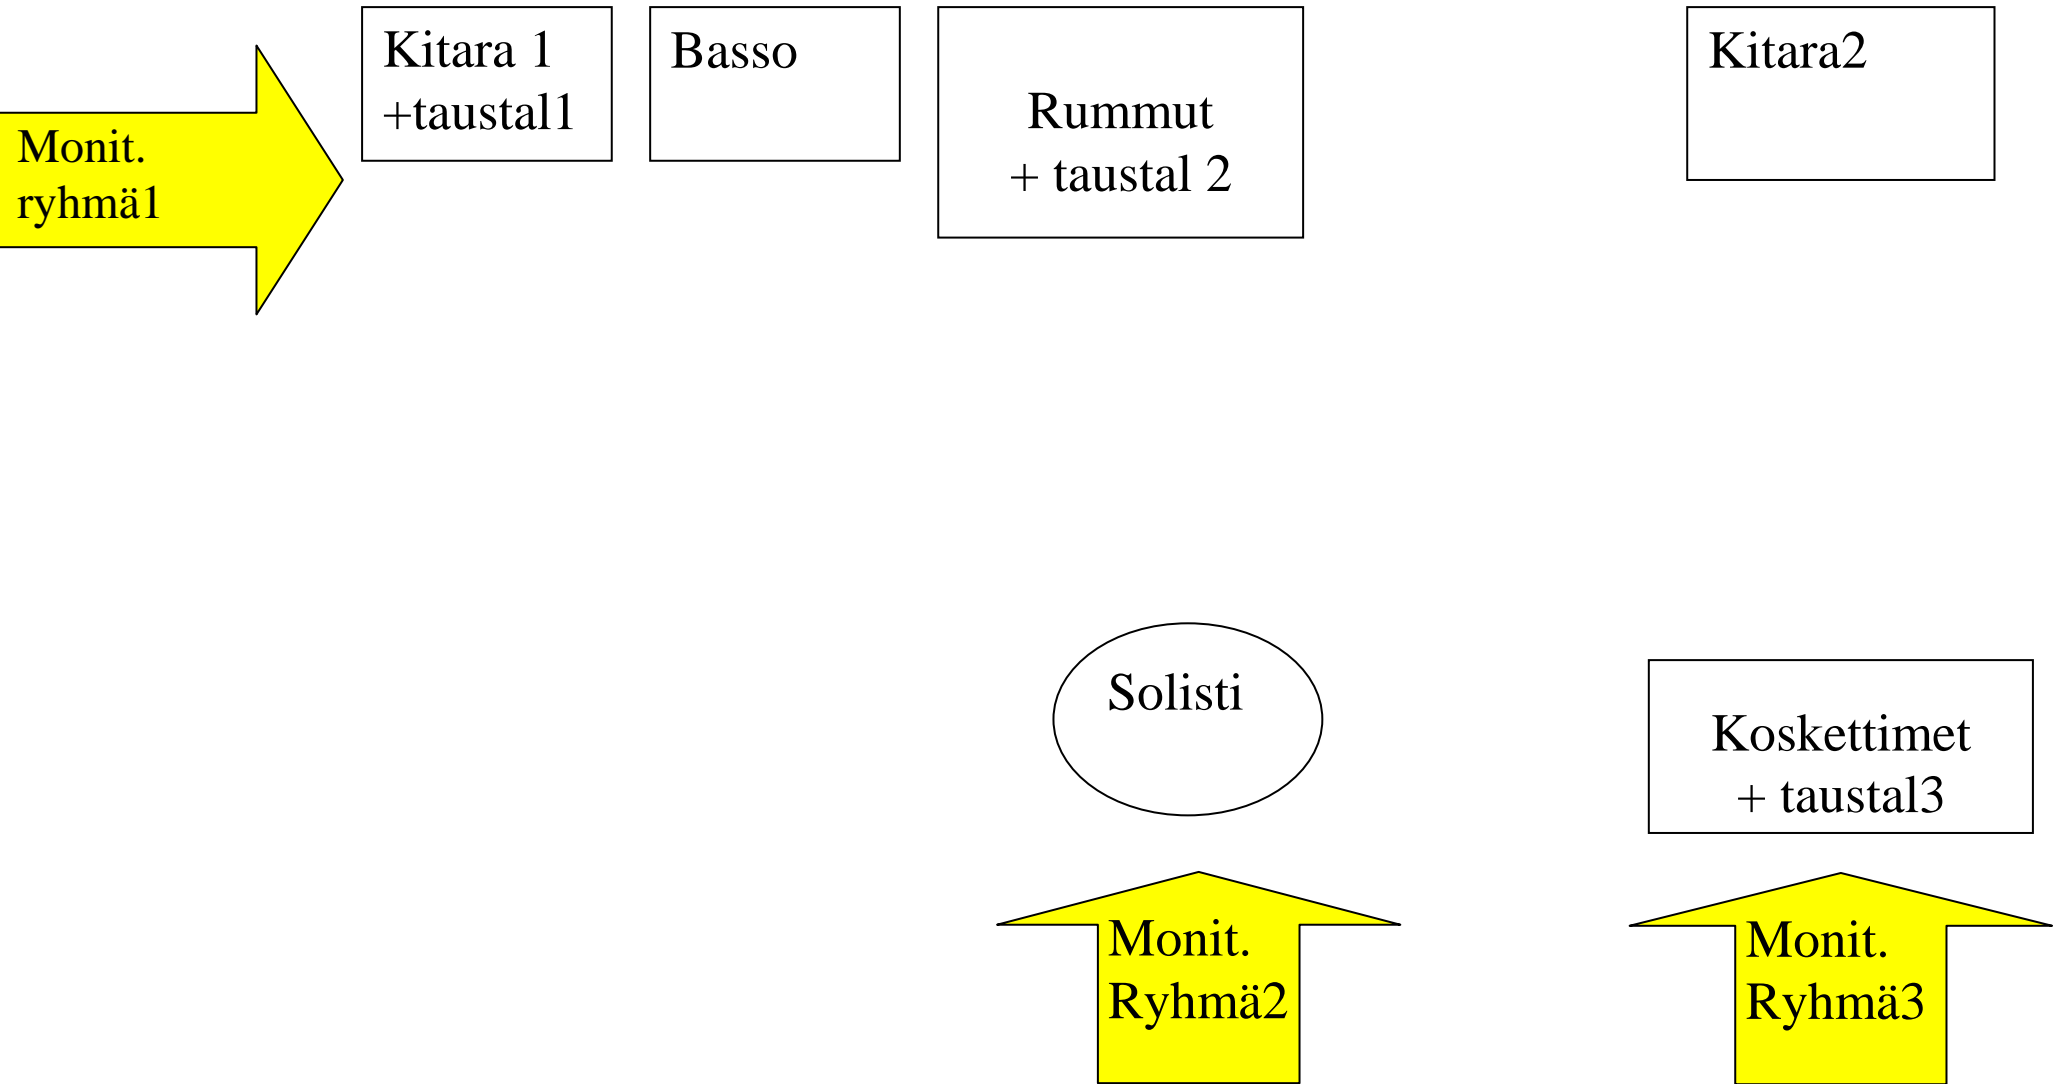 Monit.
ryhmä1
Kitara 1
+taustal1
Basso
Rummut
+ taustal 2
Kitara2
Solisti
Koskettimet
+ taustal3
Monit.
Ryhmä2
Monit.
Ryhmä3